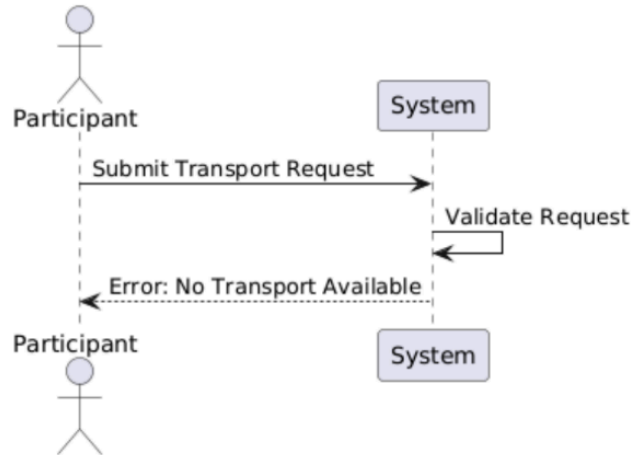 Participant
System
Submit Transport Request
Validate Request
Error: No Transport Available
Participant
System